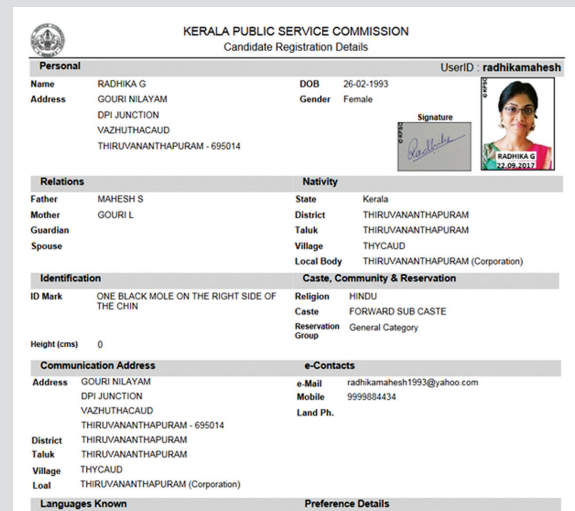 KERALA PUBLIC SERVICE COMMISSION
Candidate Registration Details
Personal
UserID : radhikamahesh
Name RADHIKA G
DOB 26-02-1993
Address GOURI NILAYAM
Gender Female
DPI JUNCTION
VAZHUTHACAUD
THIRUVANANTHAPURAM - 695014
Signature
©KPSC
Radhika
©KPSC
RADHIKA G
22.09.2017
Relations
Nativity
Father MAHESH S
State Kerala
Mother GOURI L
District THIRUVANANTHAPURAM
Guardian
Taluk THIRUVANANTHAPURAM
Spouse
Village THYCAUD
Local Body THIRUVANANTHAPURAM (Corporation)
Identification
Caste, Community & Reservation
ID Mark ONE BLACK MOLE ON THE RIGHT SIDE OF
THE CHIN
Religion HINDU
Caste FORWARD SUB CASTE
Reservation
Group
General Category
Height (cms) 0
Communication Address
e-Contacts
Address GOURI NILAYAM
e-Mail radhikamahesh1993@yahoo.com
DPI JUNCTION
Mobile 9999884434
VAZHUTHACAUD
Land Ph.
THIRUVANANTHAPURAM - 695014
District THIRUVANANTHAPURAM
Taluk THIRUVANANTHAPURAM
Village THYCAUD
Loal THIRUVANANTHAPURAM (Corporation)
Languages Known
Preference Details